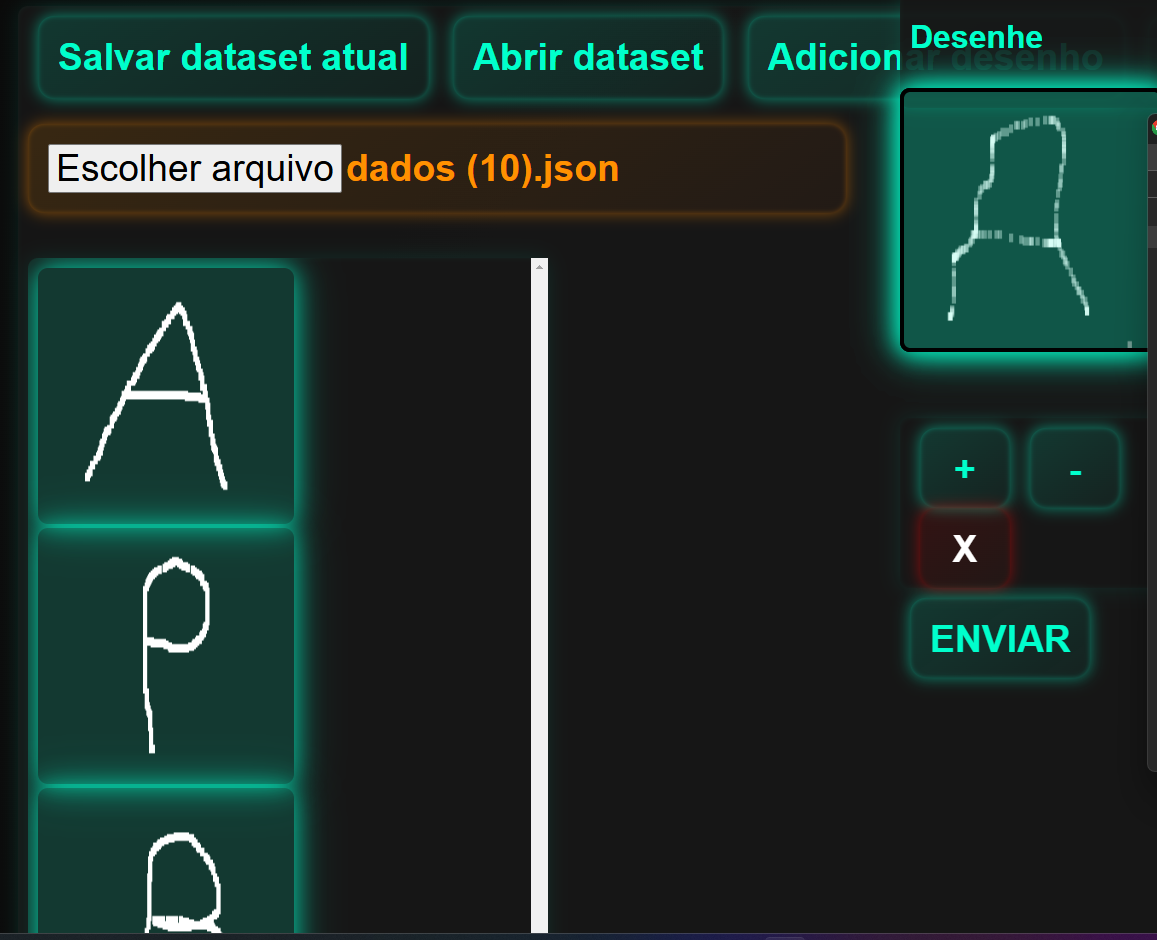 Salvar dataset atual
Abrir dataset
Adicionar desenho
Desenhe
Escolher arquivo dados (10).json
A
P
+
-
X
ENVIAR